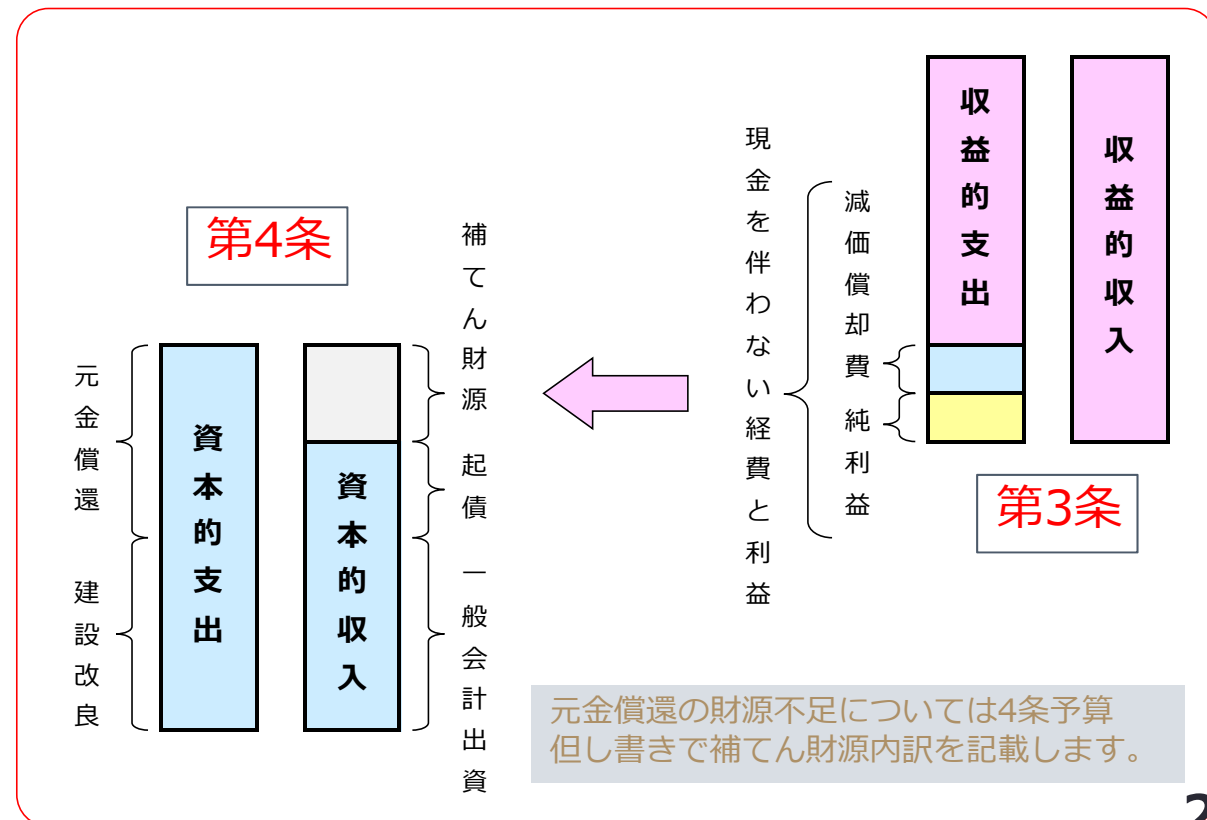 第4条
元金償還
建設改良
資本的支出
資本的収入
補てん財源
起債
一般会計出資
現金を伴わない経費と利益
減価償却費
純利益
収益的支出
収益的収入
第3条
元金償還の財源不足については4条予算
但し書きで補てん財源内訳を記載します。